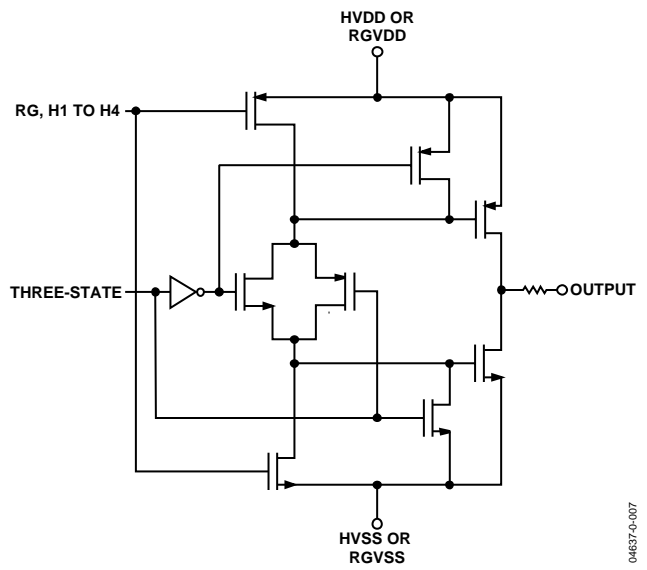 HVDD OR
RGVDD
RG, H1 TO H4
THREE-STATE
OUTPUT
HVSS OR
RGVSS
04637-0-007